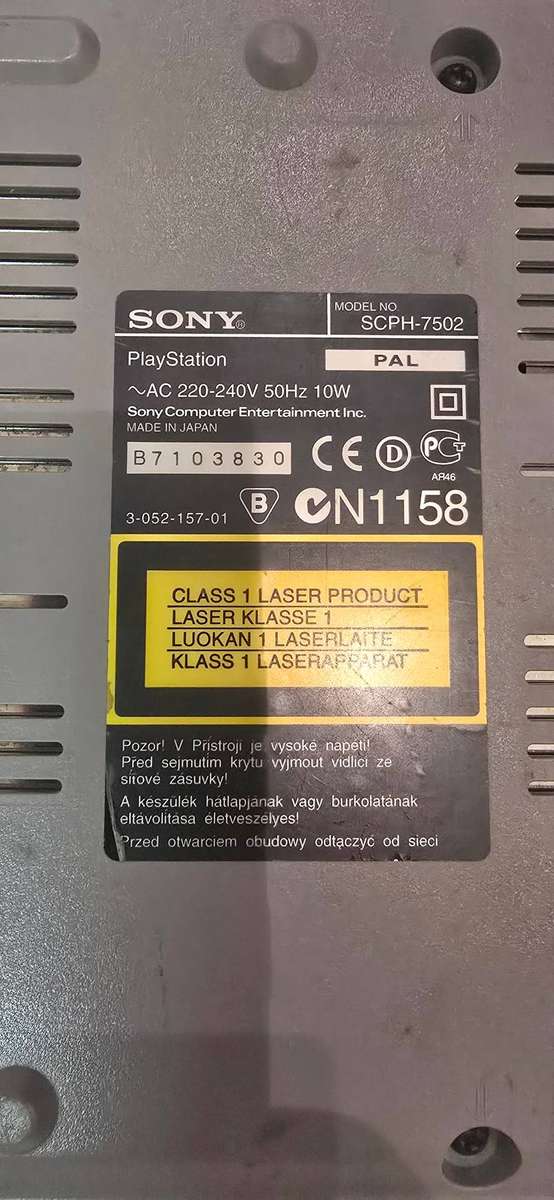 SONY®
MODEL NO
SCPH-7502
PlayStation
PAL
~AC 220-240V 50Hz 10W
Sony Computer Entertainment Inc.
MADE IN JAPAN
B7103830
CE D PCT
АЯ46
3-052-157-01
B
N1158
CLASS 1 LASER PRODUCT
LASER KLASSE 1
LUOKAN 1 LASERLAITE
KLASS 1 LASERAPPARAT
Pozor! V Přístroji je vysoké napětí!
Před sejmutím krytu vyjmout vidlici ze
síťové zásuvky!
A készülék hátlapjának vagy burkolatának
eltávolitása életveszélyes!
Przed otwarciem obudowy odtączyć od sieci